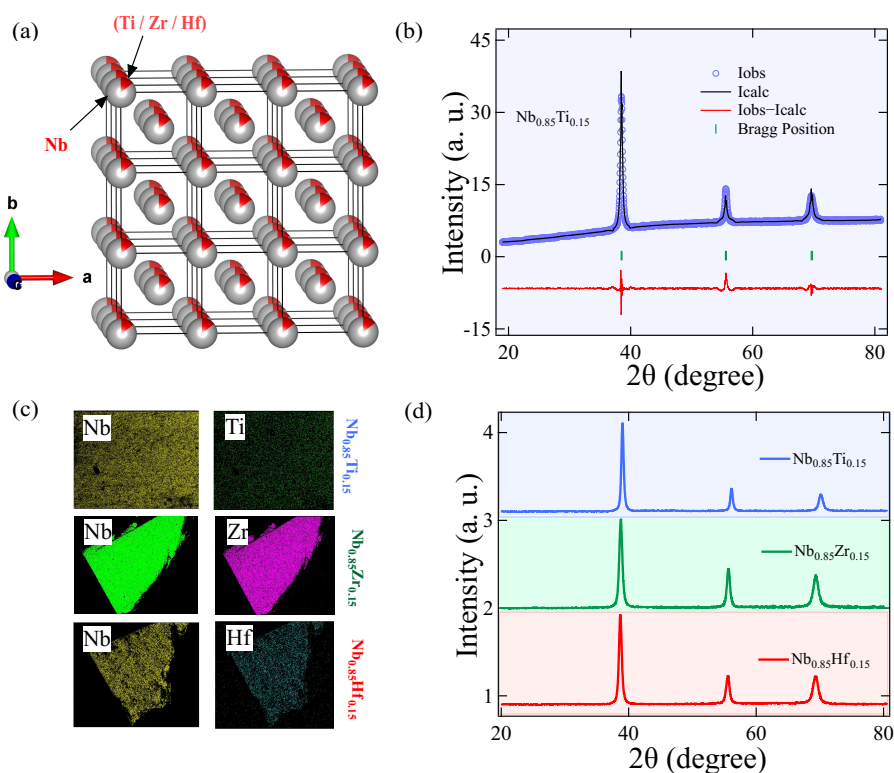 (a)
(Ti / Zr / Hf)
Nb
b
a
c
(b)
45
30
15
0
-15
Intensity (a. u.)
Nb0.85Ti0.15
Iobs
Icalc
Iobs−Icalc
Bragg Position
20 40 60 80
2θ (degree)
(c)
Nb
Ti
Nb0.85Ti0.15
Nb
Zr
Nb0.85Zr0.15
Nb
Hf
Nb0.85Hf0.15
(d)
4
3
2
1
Intensity (a. u.)
Nb0.85Ti0.15
Nb0.85Zr0.15
Nb0.85Hf0.15
20 40 60 80
2θ (degree)